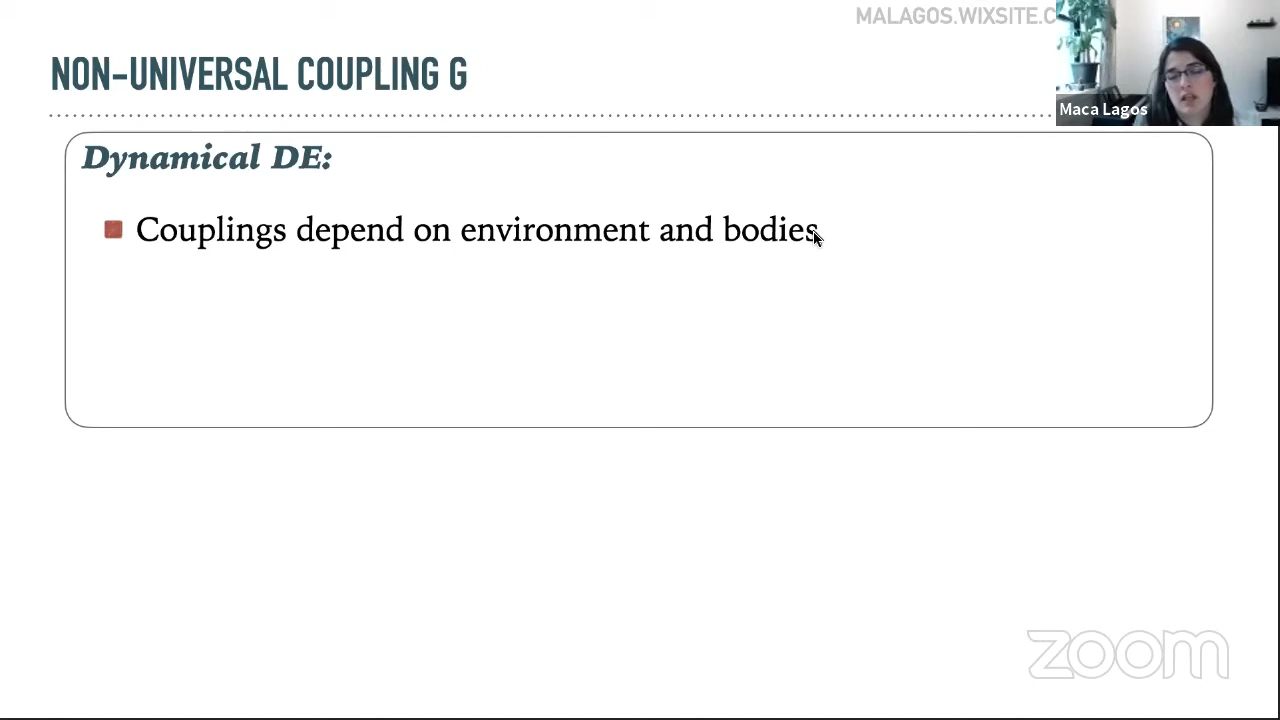 MALAGOS.WIXSITE.C
NON-UNIVERSAL COUPLING G
Maca Lagos
Dynamical DE:
Couplings depend on environment and bodies
zoom